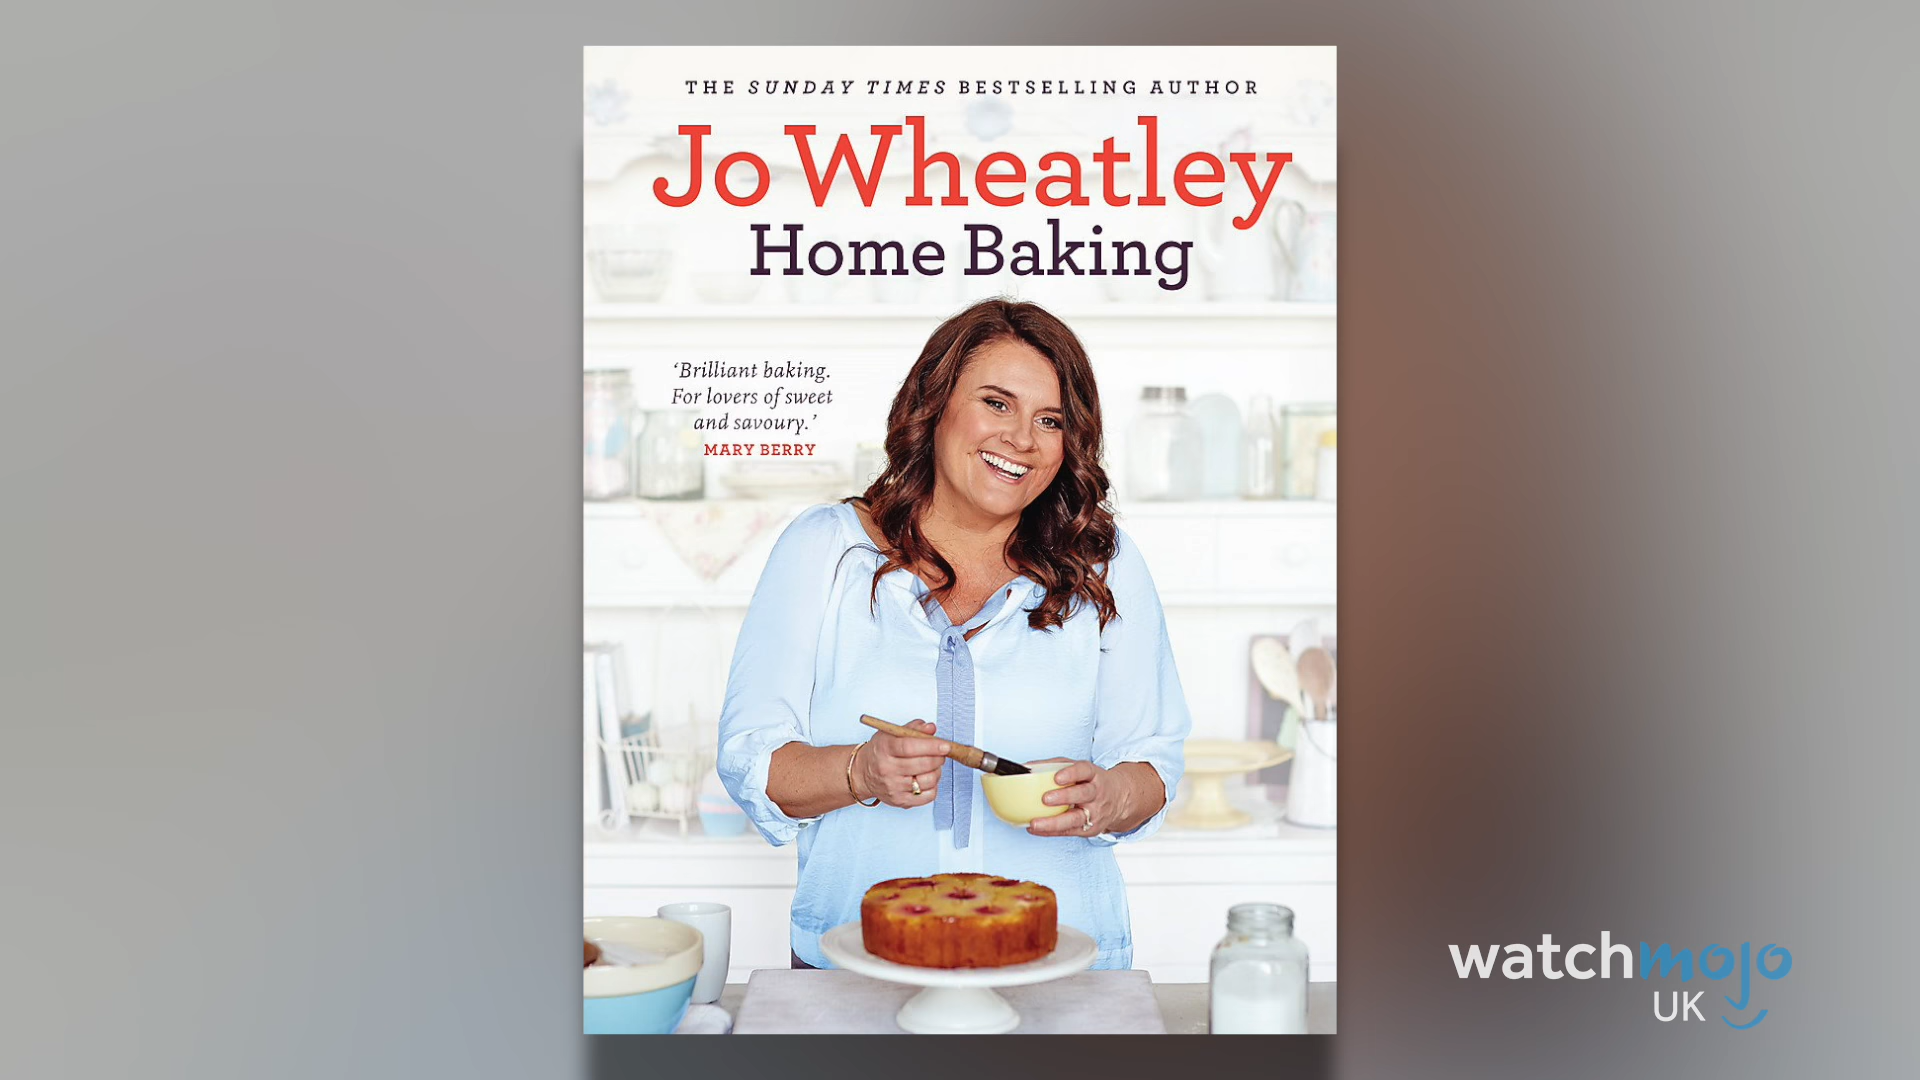 THE SUNDAY TIMES BESTSELLING AUTHOR
Jo Wheatley
Home Baking
‘Brilliant baking.
For lovers of sweet
and savoury.’
MARY BERRY
watchmojo
UK